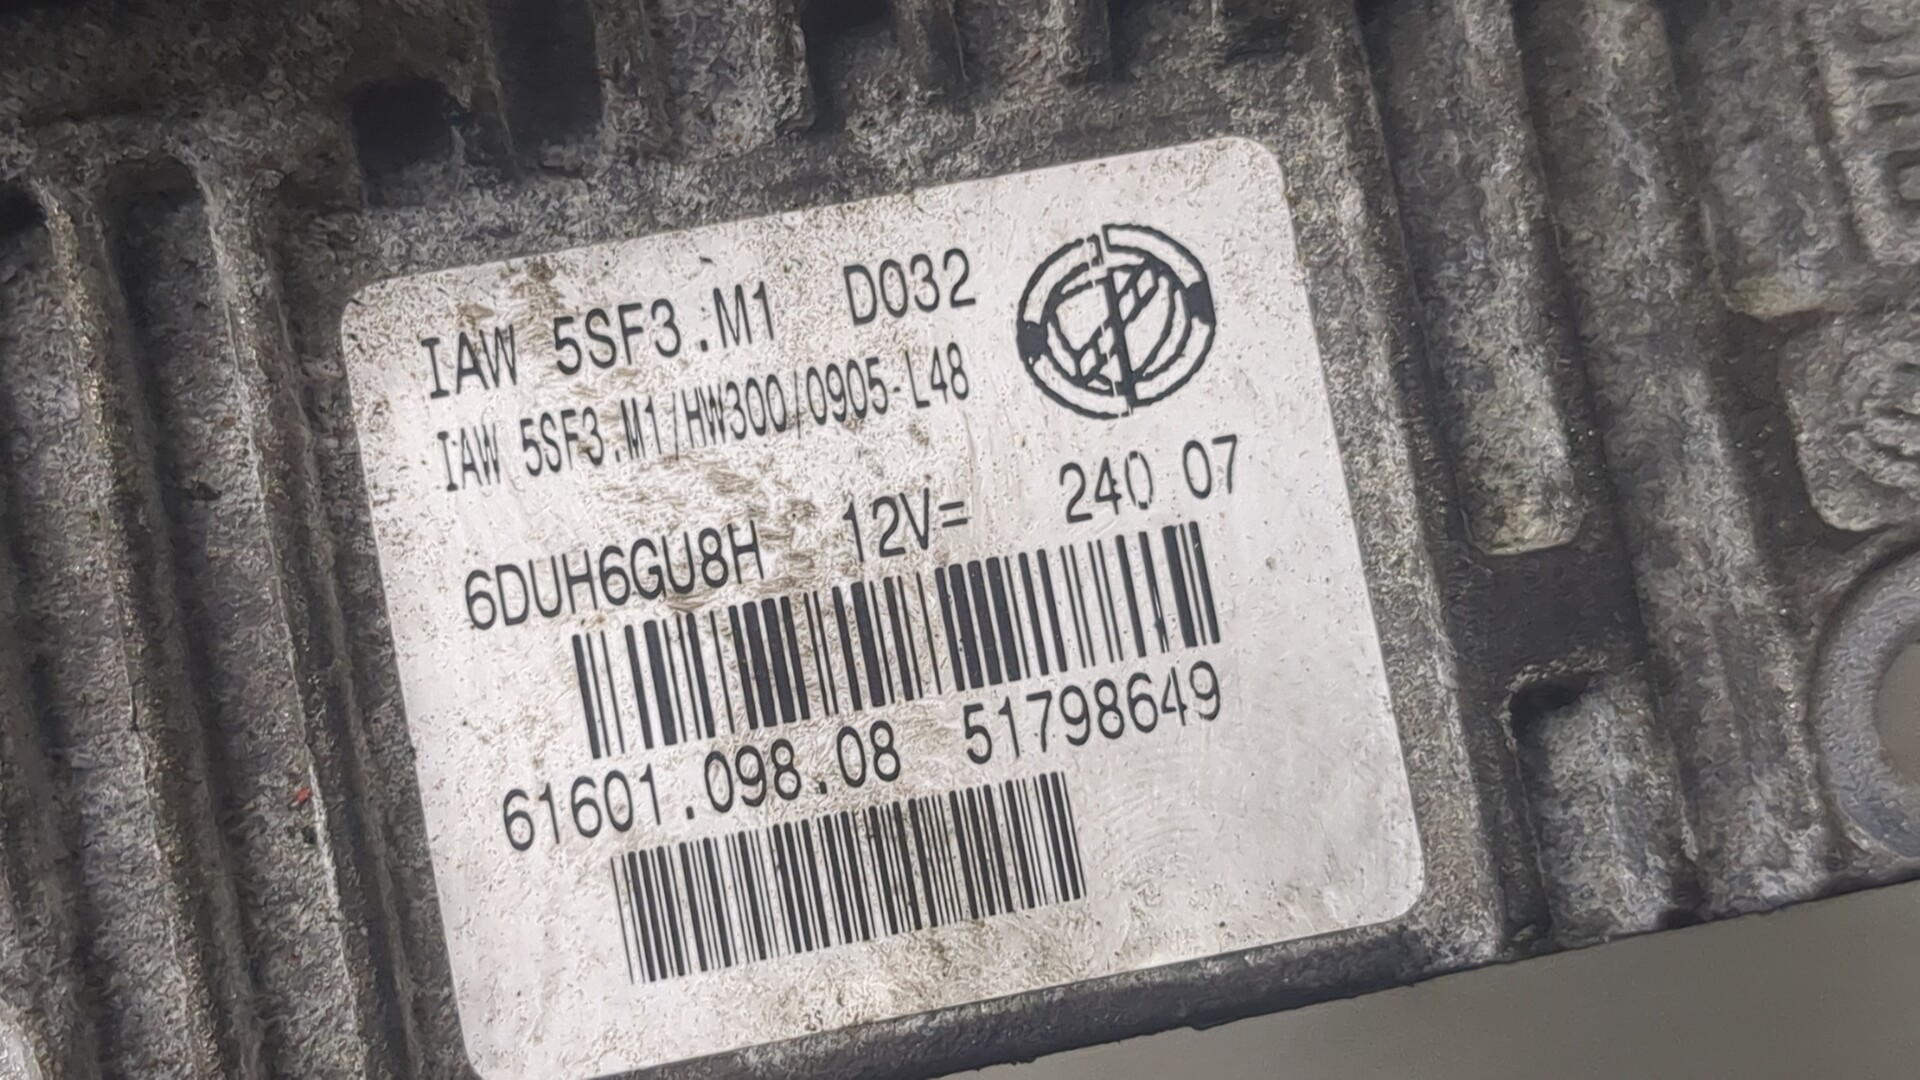 IAW 5SF3.M1 D032
IAW 5SF3.M1/HW300/0905-L48
6DUH6GU8H 12V= 240 07
61601.098.08 51798649